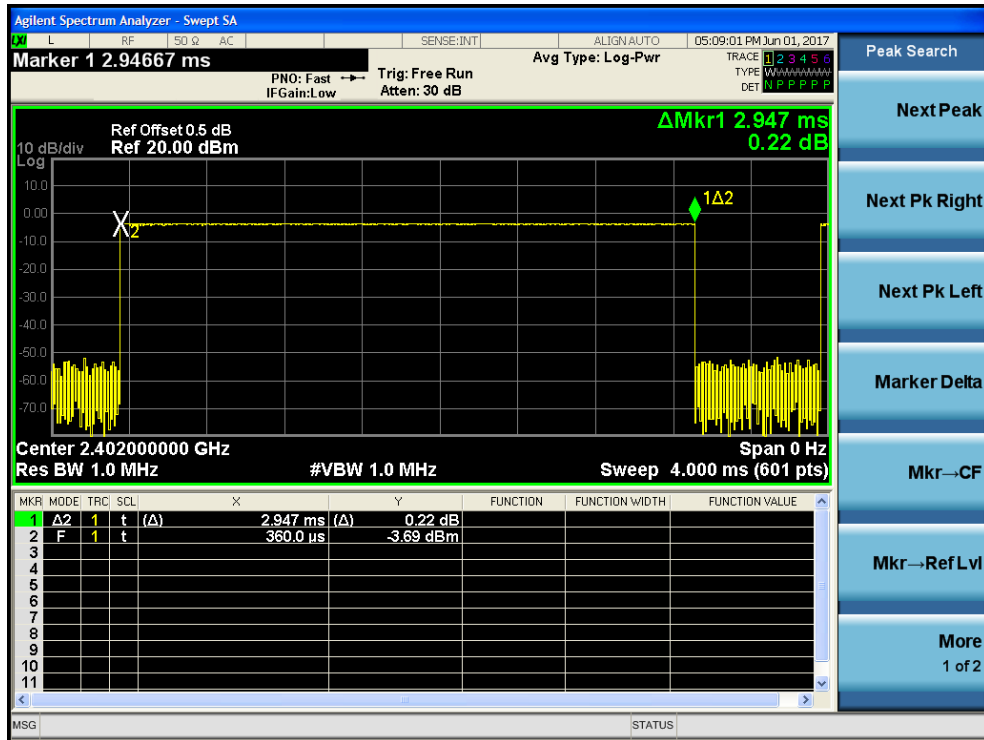 Agilent Spectrum Analyzer - Swept SA
LXI L RF 50 Ω AC SENSE:INT ALIGN AUTO 05:09:01 PM Jun 01, 2017
Marker 1 2.94667 ms
PNO: Fast
IFGain:Low
Trig: Free Run
Atten: 30 dB
Avg Type: Log-Pwr
TRACE 1 2 3 4 5 6
TYPE WWWWWW
DET N P P P P P
Peak Search
Next Peak
Next Pk Right
Next Pk Left
Marker Delta
Mkr→CF
Mkr→Ref Lvl
More
1 of 2
ΔMkr1 2.947 ms
0.22 dB
Ref Offset 0.5 dB
10 dB/div Ref 20.00 dBm
Log
10.0
0.00
-10.0
-20.0
-30.0
-40.0
-50.0
-60.0
-70.0
2
1Δ2
Center 2.402000000 GHz Span 0 Hz
Res BW 1.0 MHz #VBW 1.0 MHz Sweep 4.000 ms (601 pts)
MKR MODE TRC SCL X Y FUNCTION FUNCTION WIDTH FUNCTION VALUE
1 Δ2 1 t (Δ) 2.947 ms (Δ) 0.22 dB
2 F 1 t 360.0 µs -3.69 dBm
3
4
5
6
7
8
9
10
11
MSG STATUS